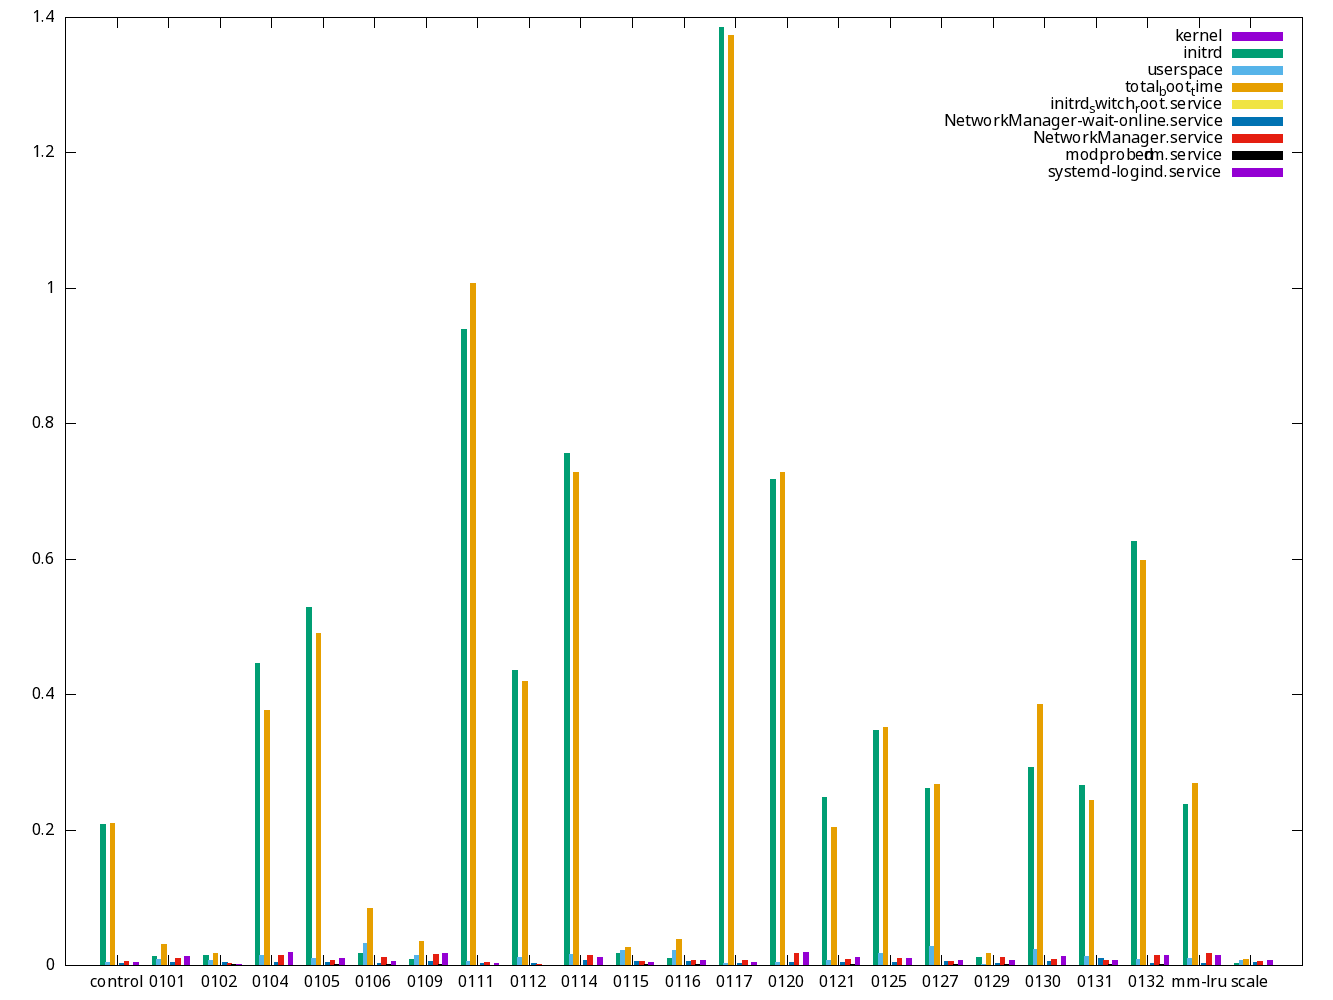 1.4
1.2
1
0.8
0.6
0.4
0.2
0
kernel
initrd
userspace
total_boot_time
initrd_switch_root.service
NetworkManager-wait-online.service
NetworkManager.service
modprobe_drm.service
systemd-logind.service
control 0101 0102 0104 0105 0106 0109 0111 0112 0114 0115 0116 0117 0120 0121 0125 0127 0129 0130 0131 0132 mm-lru scale